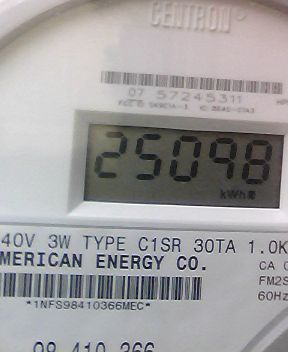 CENTRON
07 57245311
25098
kWh
40V 3W TYPE C1SR 30TA 1.0K
MERICAN ENERGY CO.
CA
FM2S
60Hz
*1NFS98410366MEC*
98 410 366